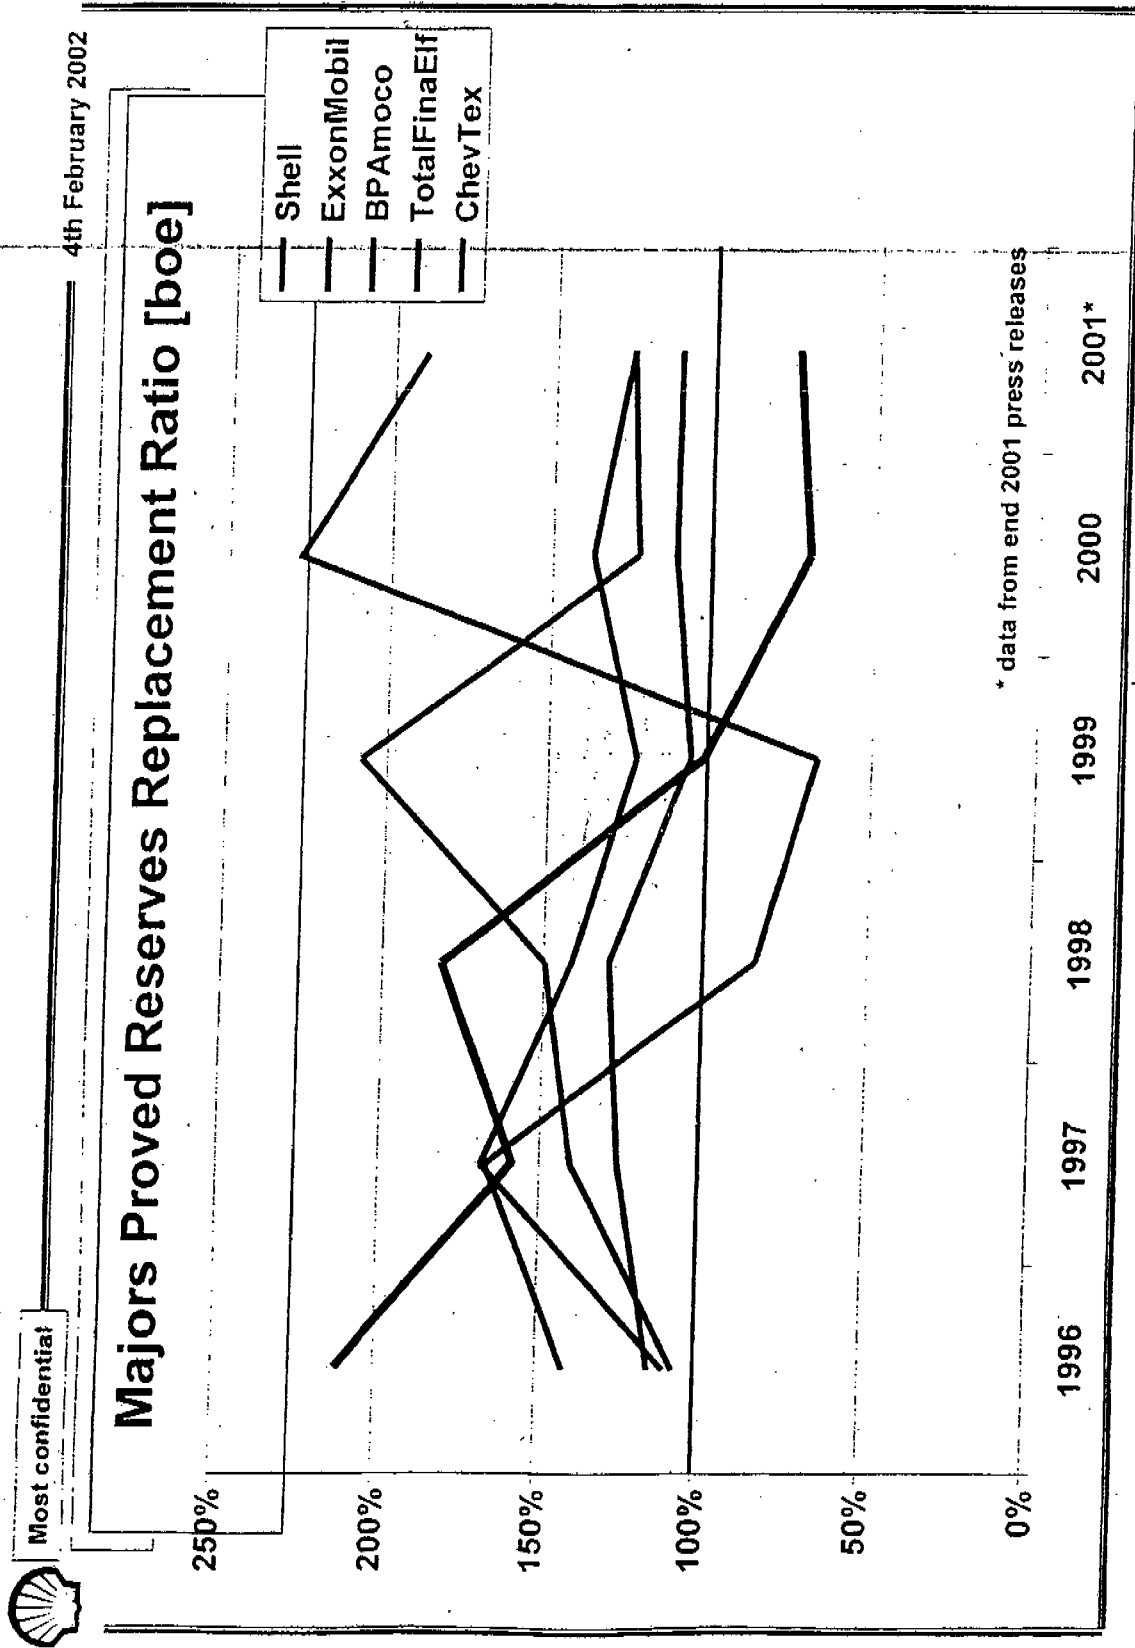 Most confidential
4th February 2002
Majors Proved Reserves Replacement Ratio [boe]
Shell
ExxonMobil
BPAmoco
TotalFinaElf
ChevTex
250%
200%
150%
100%
50%
0%
* data from end 2001 press releases
1996 1997 1998 1999 2000 2001*